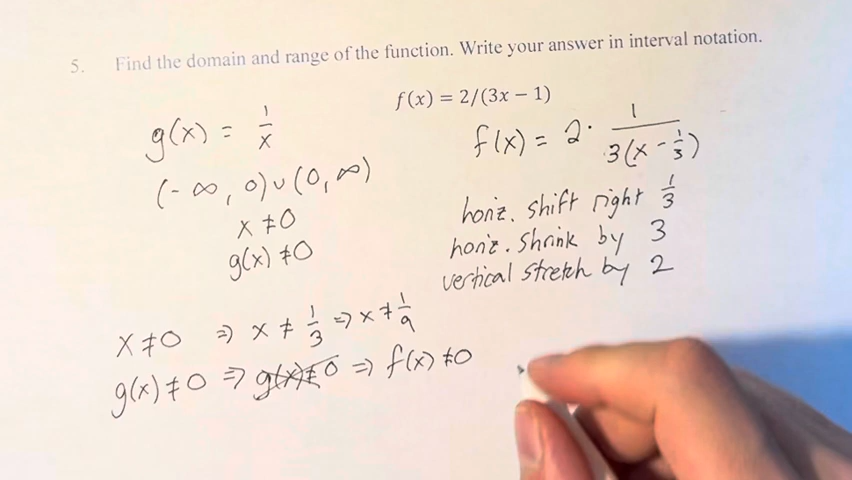 5. Find the domain and range of the function. Write your answer in interval notation.
f(x) = 2/(3x – 1)
g(x) = 1/x
(-∞, 0)∪(0, ∞)
x ≠ 0
g(x) ≠ 0
f(x) = 2 · 1/(3(x - 1/3))
horiz. shift right 1/3
horiz. shrink by 3
vertical stretch by 2
x ≠ 0 ⇒ x ≠ 1/3 ⇒ x ≠ 1/9
g(x) ≠ 0 ⇒ g(x) ≠ 0 ⇒ f(x) ≠ 0